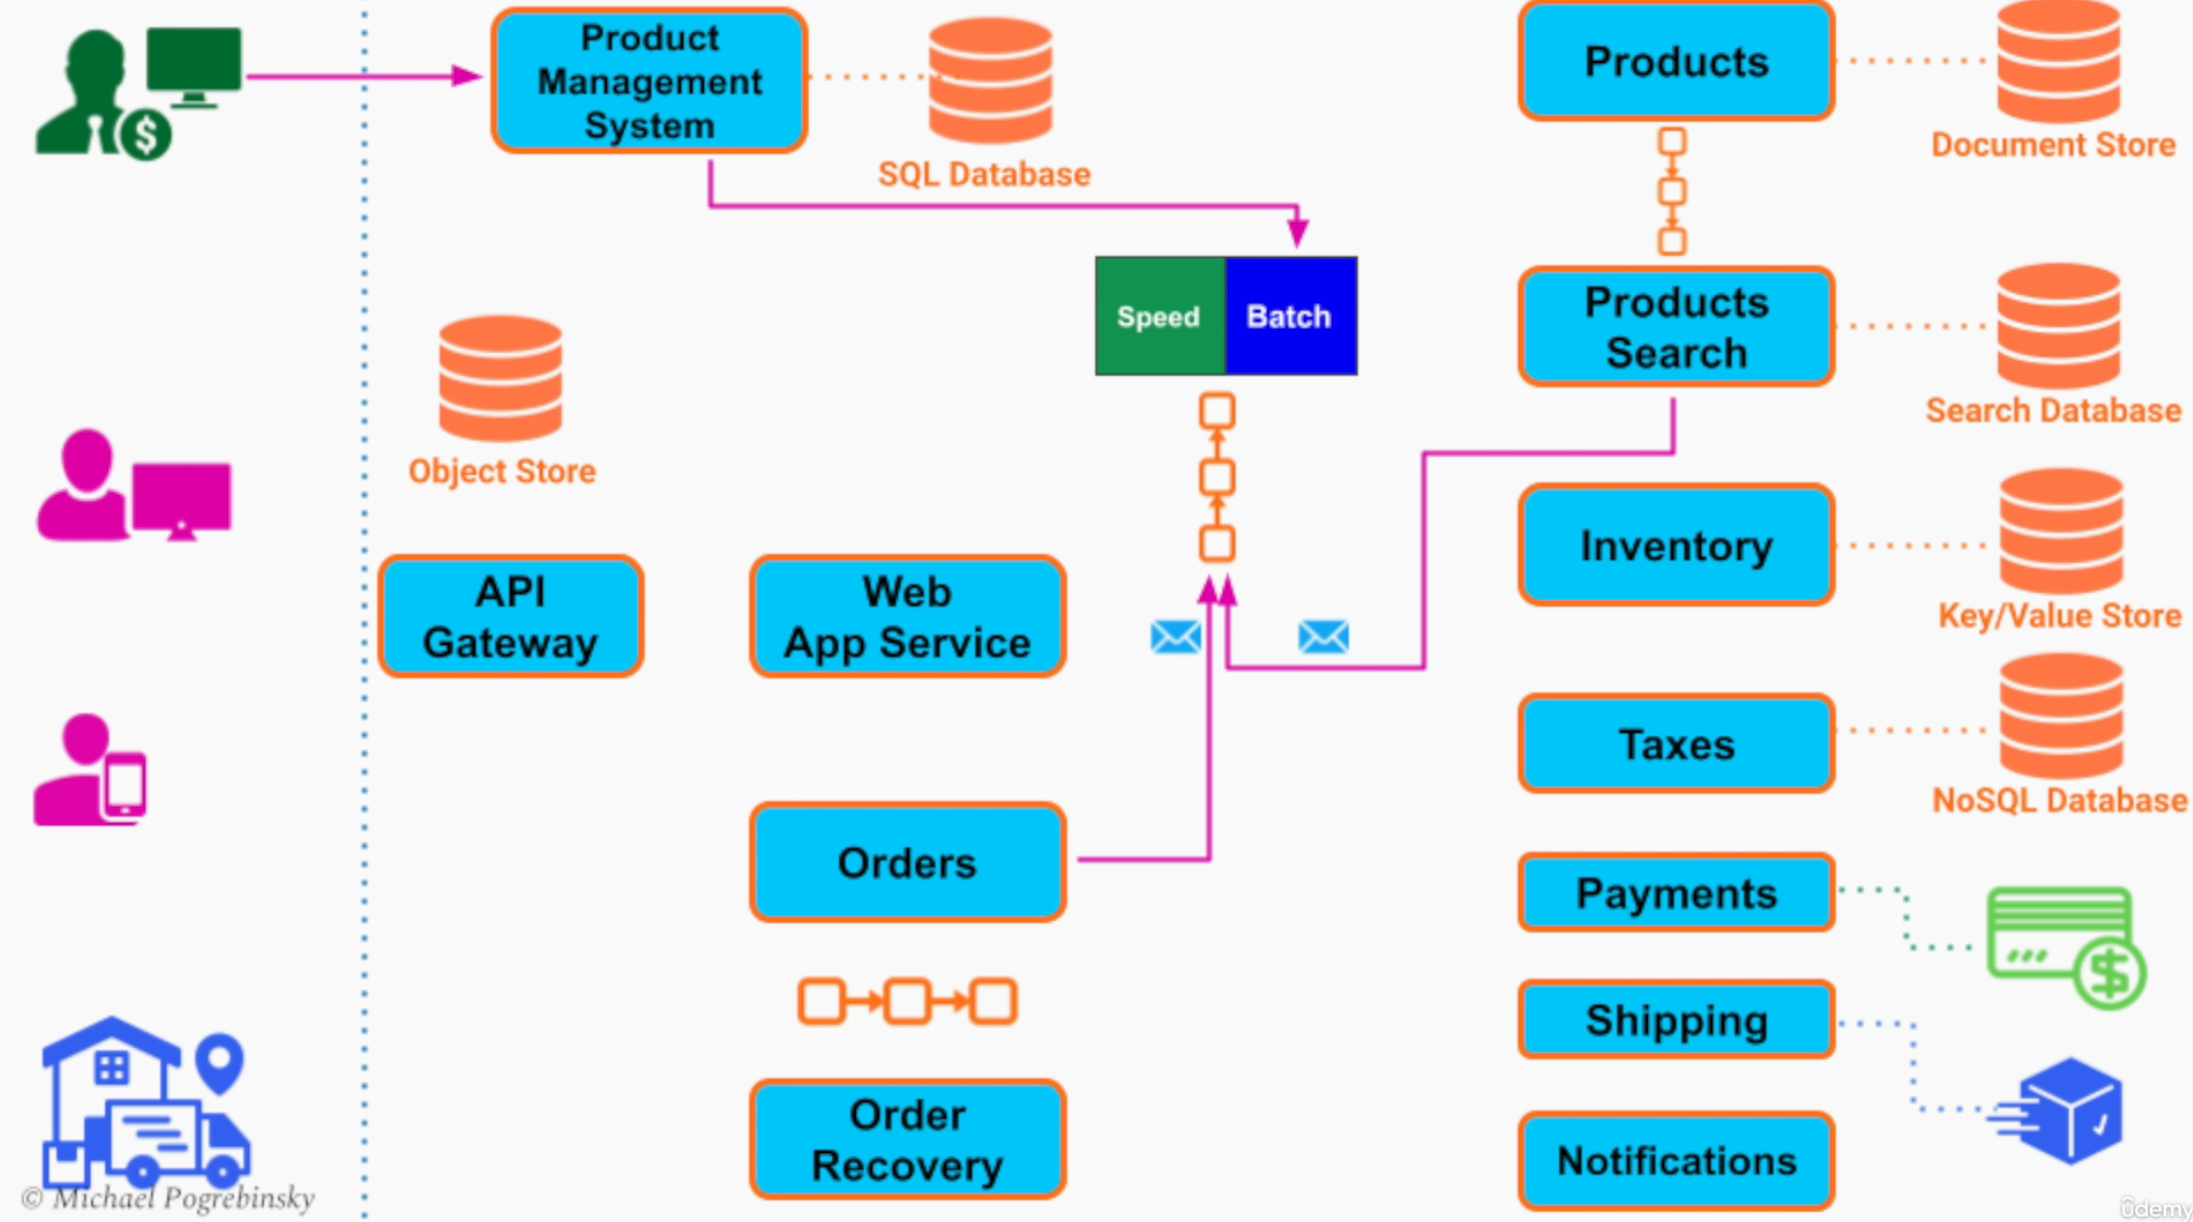 Product
Management
System
SQL Database
Products
Document Store
Speed
Batch
Products
Search
Search Database
Object Store
Inventory
Key/Value Store
API
Gateway
Web
App Service
Taxes
NoSQL Database
Orders
Payments
Shipping
Order
Recovery
Notifications
© Michael Pogrebinsky
Udemy